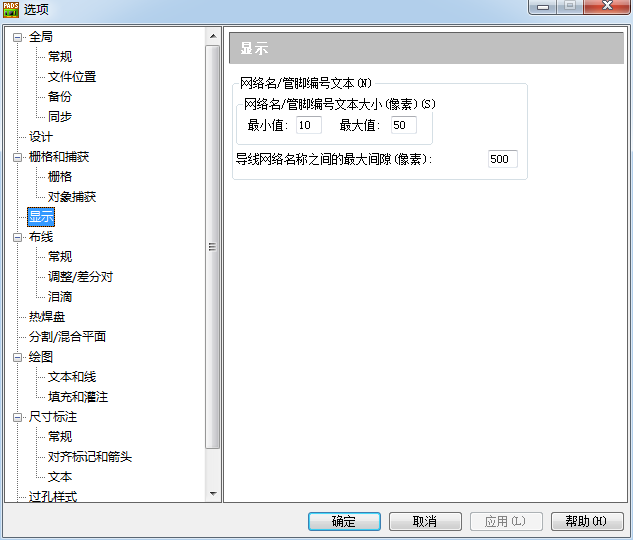 PADS 选项
全局
常规
文件位置
备份
同步
设计
栅格和捕获
栅格
对象捕获
显示
布线
常规
调整/差分对
泪滴
热焊盘
分割/混合平面
绘图
文本和线
填充和灌注
尺寸标注
常规
对齐标记和箭头
文本
过孔样式
显示
网络名/管脚编号文本(N)
网络名/管脚编号文本大小(像素)(S)
最小值: 10 最大值: 50
导线网络名称之间的最大间隙(像素): 500
确定 取消 应用(L) 帮助(H)